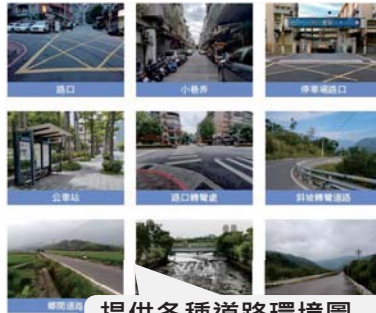 路口
小巷弄
停車場路口
公車站
路口轉彎處
斜坡轉彎道路
鄉間道路
提供各種道路環境圖